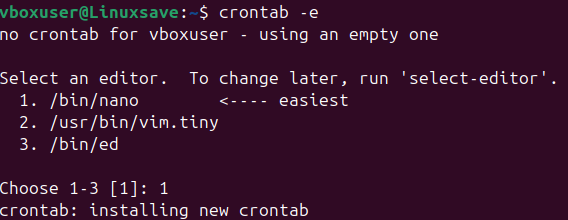 vboxuser@Linuxsave:~$ crontab -e
no crontab for vboxuser - using an empty one
Select an editor.  To change later, run 'select-editor'.
  1. /bin/nano        <---- easiest
  2. /usr/bin/vim.tiny
  3. /bin/ed
Choose 1-3 [1]: 1
crontab: installing new crontab